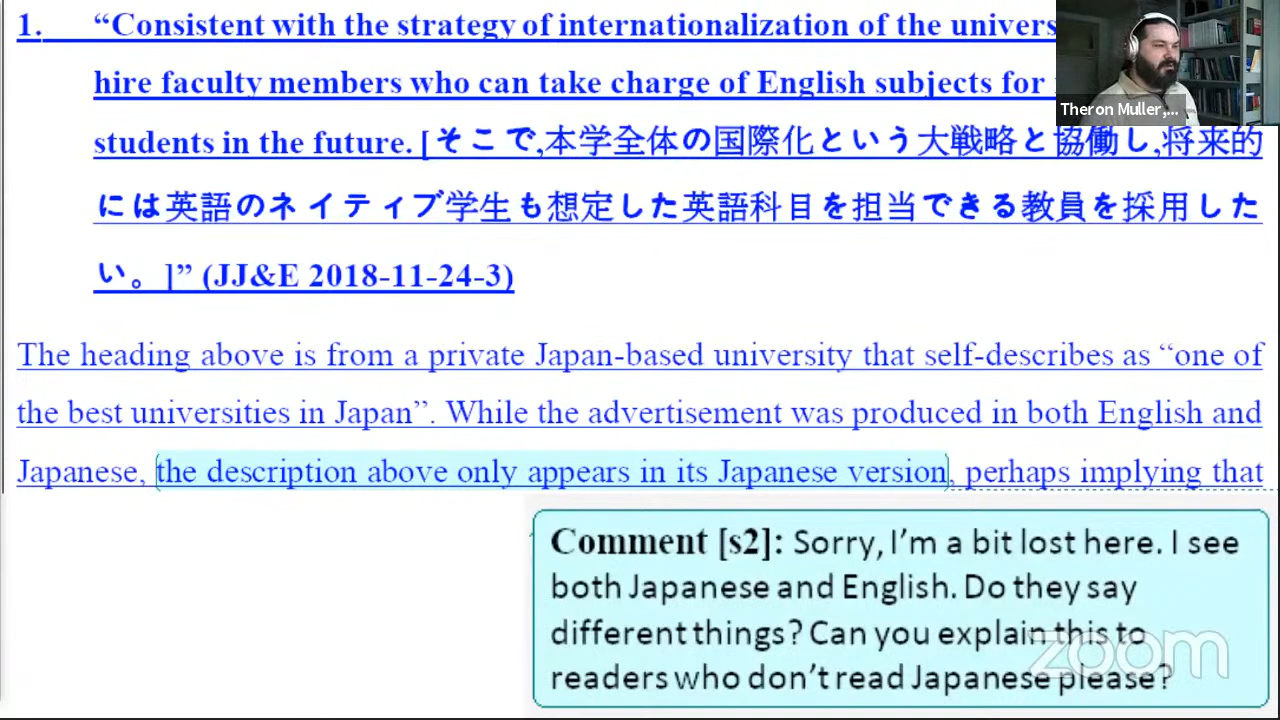 1. “Consistent with the strategy of internationalization of the univers
hire faculty members who can take charge of English subjects for
students in the future. [そこで,本学全体の国際化という大戦略と協働し,将来的
には英語のネイティブ学生も想定した英語科目を担当できる教員を採用した
い。]” (JJ&E 2018-11-24-3)
The heading above is from a private Japan-based university that self-describes as “one of
the best universities in Japan”. While the advertisement was produced in both English and
Japanese, the description above only appears in its Japanese version, perhaps implying that
Comment [s2]: Sorry, I’m a bit lost here. I see
both Japanese and English. Do they say
different things? Can you explain this to
readers who don’t read Japanese please?
Theron Muller,...
zoom